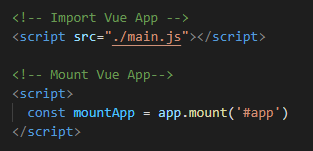 <!-- Import Vue App -->
<script src="./main.js"></script>
<!-- Mount Vue App-->
<script>
const mountApp = app.mount('#app')
</script>